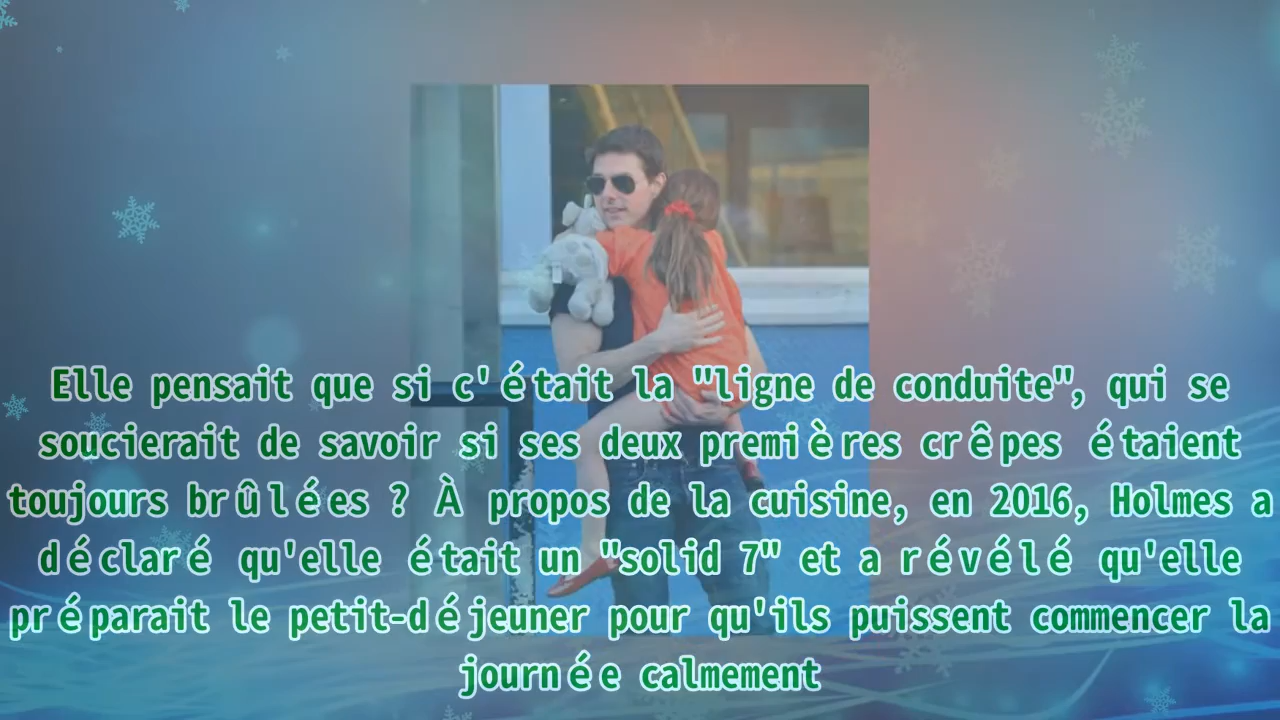 Elle pensait que si c'était la "ligne de conduite", qui se
soucierait de savoir si ses deux premières crêpes étaient
toujours brûlées ? À propos de la cuisine, en 2016, Holmes a
déclaré qu'elle était un "solid 7" et a révélé qu'elle
préparait le petit-déjeuner pour qu'ils puissent commencer la
journée calmement